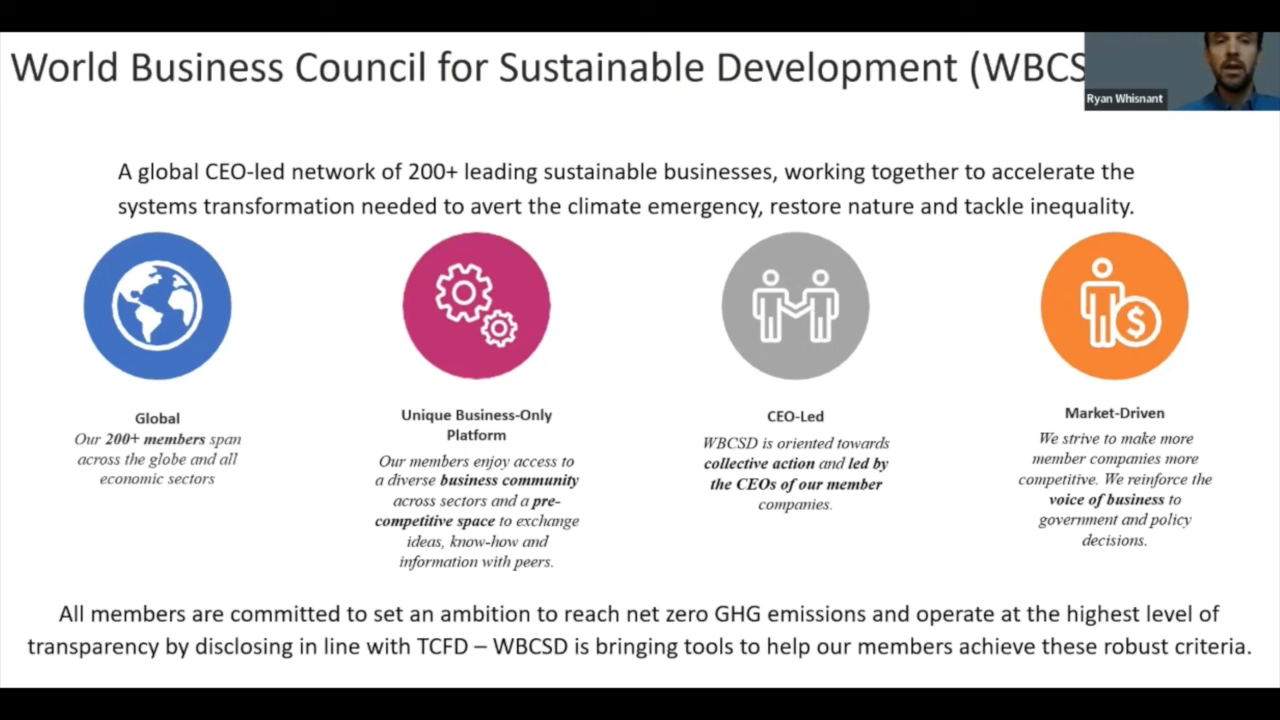 World Business Council for Sustainable Development (WBCS
Ryan Whisnant
A global CEO-led network of 200+ leading sustainable businesses, working together to accelerate the
systems transformation needed to avert the climate emergency, restore nature and tackle inequality.
$
Global
Our 200+ members span
across the globe and all
economic sectors
Unique Business-Only
Platform
Our members enjoy access to
a diverse business community
across sectors and a pre-
competitive space to exchange
ideas, know-how and
information with peers.
CEO-Led
WBCSD is oriented towards
collective action and led by
the CEOs of our member
companies.
Market-Driven
We strive to make more
member companies more
competitive. We reinforce the
voice of business to
government and policy
decisions.
All members are committed to set an ambition to reach net zero GHG emissions and operate at the highest level of
transparency by disclosing in line with TCFD – WBCSD is bringing tools to help our members achieve these robust criteria.